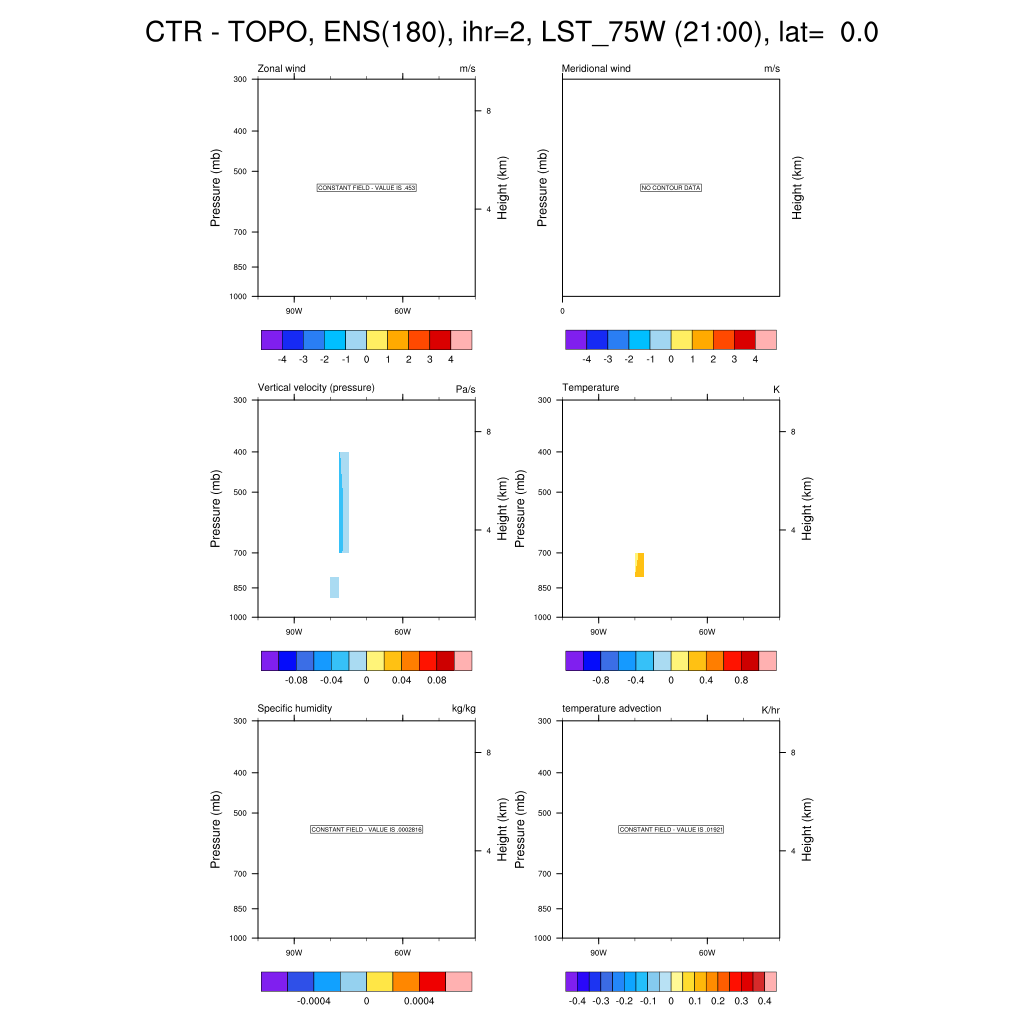 CTR - TOPO, ENS(180), ihr=2, LST_75W (21:00), lat=  0.0
Zonal wind m/s
300
400
500
700
850
1000
Pressure (mb)
8
4
Height (km)
CONSTANT FIELD - VALUE IS .453
90W 60W
-4 -3 -2 -1 0 1 2 3 4
Meridional wind m/s
Pressure (mb)
Height (km)
NO CONTOUR DATA
0
-4 -3 -2 -1 0 1 2 3 4
Vertical velocity (pressure) Pa/s
300
400
500
700
850
1000
Pressure (mb)
8
4
Height (km)
90W 60W
-0.08 -0.04 0 0.04 0.08
Temperature K
300
400
500
700
850
1000
Pressure (mb)
8
4
Height (km)
90W 60W
-0.8 -0.4 0 0.4 0.8
Specific humidity kg/kg
300
400
500
700
850
1000
Pressure (mb)
8
4
Height (km)
CONSTANT FIELD - VALUE IS .0002816
90W 60W
-0.0004 0 0.0004
temperature advection K/hr
300
400
500
700
850
1000
Pressure (mb)
8
4
Height (km)
CONSTANT FIELD - VALUE IS .01921
90W 60W
-0.4 -0.3 -0.2 -0.1 0 0.1 0.2 0.3 0.4